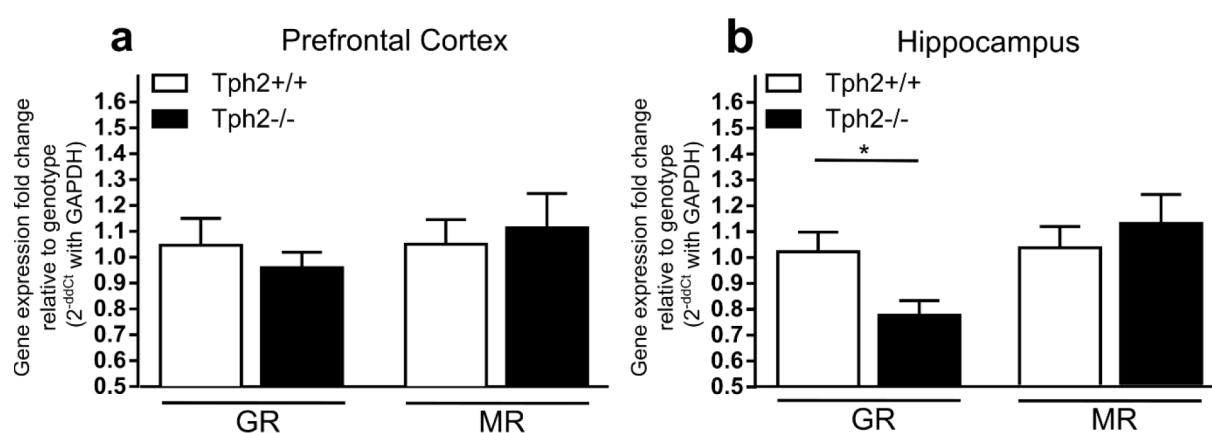 a Prefrontal Cortex
Tph2+/+
Tph2-/-
Gene expression fold change
relative to genotype
(2-ddCt with GAPDH)
1.6
1.5
1.4
1.3
1.2
1.1
1.0
0.9
0.8
0.7
0.6
0.5
GR MR
b Hippocampus
Tph2+/+
Tph2-/-
*
Gene expression fold change
relative to genotype
(2-ddCt with GAPDH)
1.6
1.5
1.4
1.3
1.2
1.1
1.0
0.9
0.8
0.7
0.6
0.5
GR MR